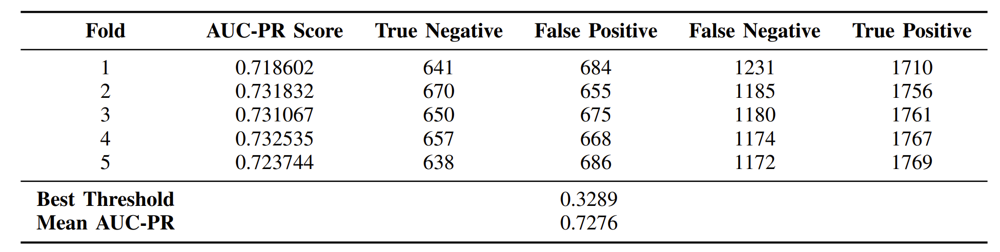 Fold AUC-PR Score True Negative False Positive False Negative True Positive
1 0.718602 641 684 1231 1710
2 0.731832 670 655 1185 1756
3 0.731067 650 675 1180 1761
4 0.732535 657 668 1174 1767
5 0.723744 638 686 1172 1769
Best Threshold 0.3289
Mean AUC-PR 0.7276